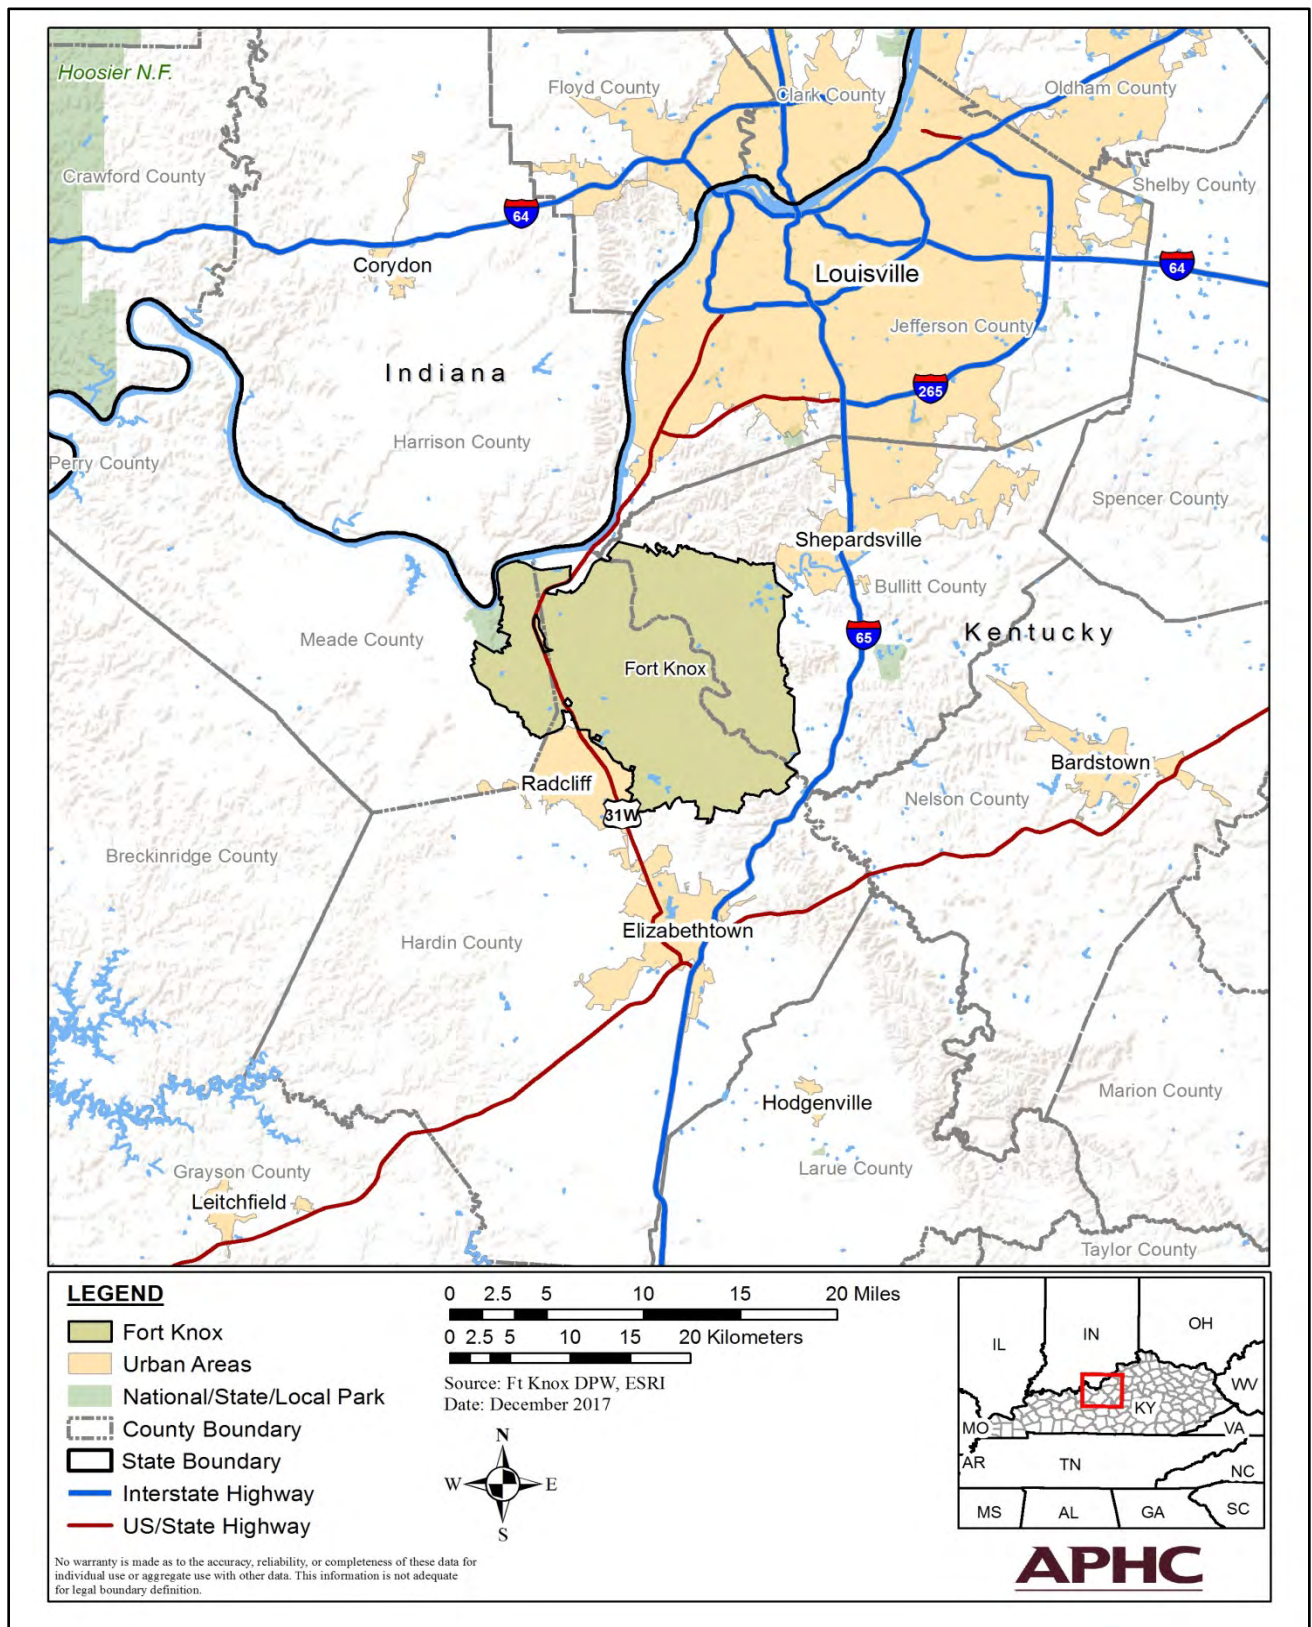 Hoosier N.F.
Floyd County
Clark County
Oldham County
Crawford County
Shelby County
64
Corydon
Louisville
64
Jefferson County
Indiana
265
Harrison County
Perry County
Spencer County
Shepardsville
Bullitt County
Meade County
65
Kentucky
Fort Knox
Bardstown
Radcliff
31W
Nelson County
Breckinridge County
Elizabethtown
Hardin County
Marion County
Hodgenville
Grayson County
Larue County
Leitchfield
Taylor County
LEGEND
Fort Knox
Urban Areas
National/State/Local Park
County Boundary
State Boundary
Interstate Highway
US/State Highway
No warranty is made as to the accuracy, reliability, or completeness of these data for
individual use or aggregate use with other data. This information is not adequate
for legal boundary definition.
0 2.5 5 10 15 20 Miles
0 2.5 5 10 15 20 Kilometers
Source: Ft Knox DPW, ESRI
Date: December 2017
N
W E
S
IL
IN
OH
WV
KY
MO
VA
AR
TN
NC
MS
AL
GA
SC
APHC